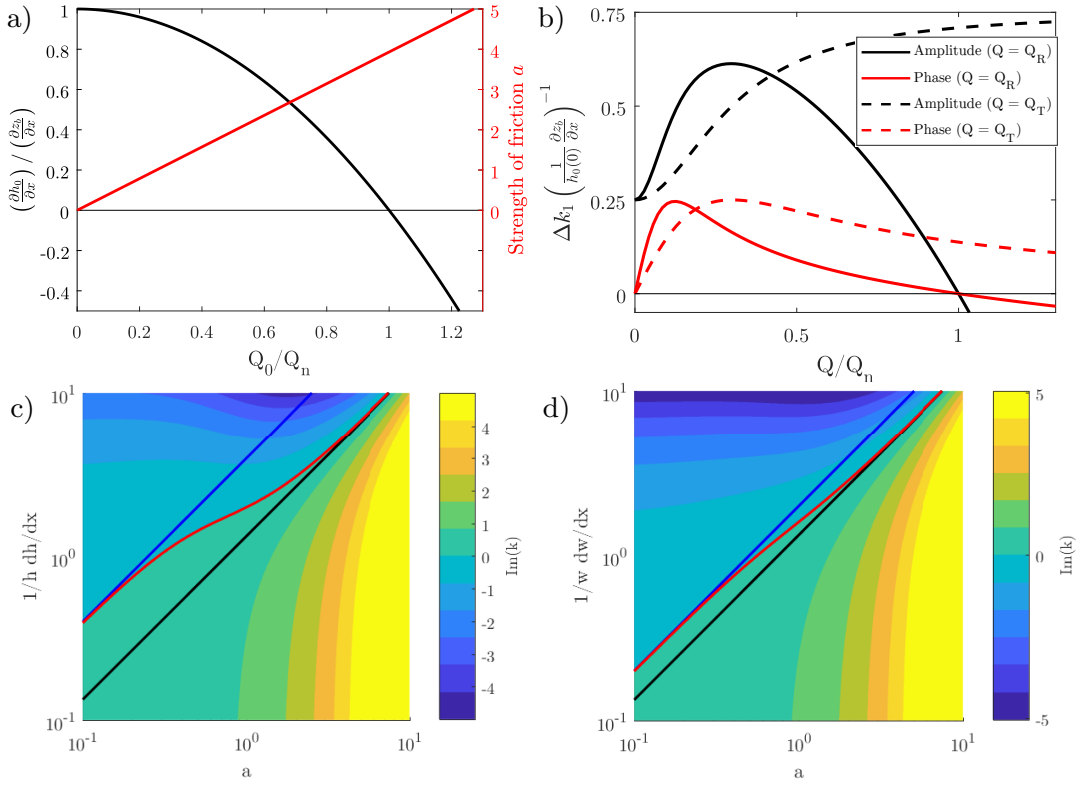 a)
1
0.8
0.6
0.4
0.2
0
-0.2
-0.4
0
0.2
0.4
0.6
0.8
1
1.2
5
4
3
2
1
0
(∂h₀/∂x) / (∂z_b/∂x)
Strength of friction a
Q₀/Qₙ
b)
0.75
0.5
0.25
0
0
0.5
1
Δk₁ (1/h₀(0) ∂z_b/∂x)⁻¹
Q/Qₙ
Amplitude (Q = Q_R)
Phase (Q = Q_R)
Amplitude (Q = Q_T)
Phase (Q = Q_T)
c)
10¹
10⁰
10⁻¹
10⁻¹
10⁰
10¹
1/h dh/dx
a
4
3
2
1
0
-1
-2
-3
-4
Im(k)
d)
10¹
10⁰
10⁻¹
10⁻¹
10⁰
10¹
1/w dw/dx
a
5
0
-5
Im(k)